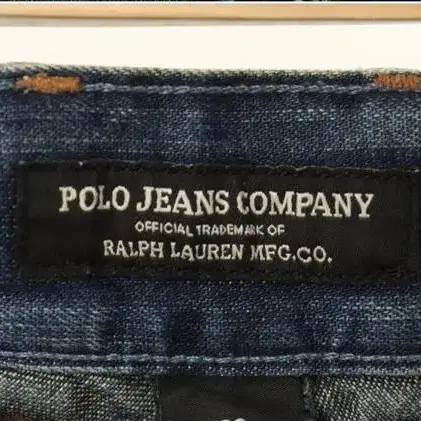 POLO JEANS COMPANY
OFFICIAL TRADEMARK OF
RALPH LAUREN MFG.CO.